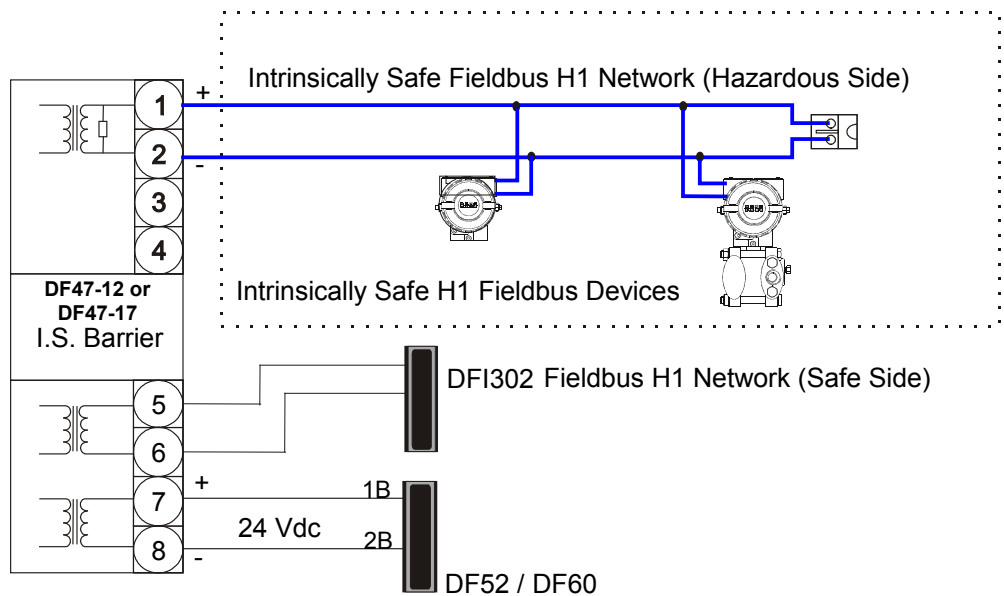 Intrinsically Safe Fieldbus H1 Network (Hazardous Side)
1
+
2
-
3
4
Intrinsically Safe H1 Fieldbus Devices
DF47-12 or
DF47-17
I.S. Barrier
5
DFI302 Fieldbus H1 Network (Safe Side)
6
7
+
1B
24 Vdc
8
-
2B
DF52 / DF60